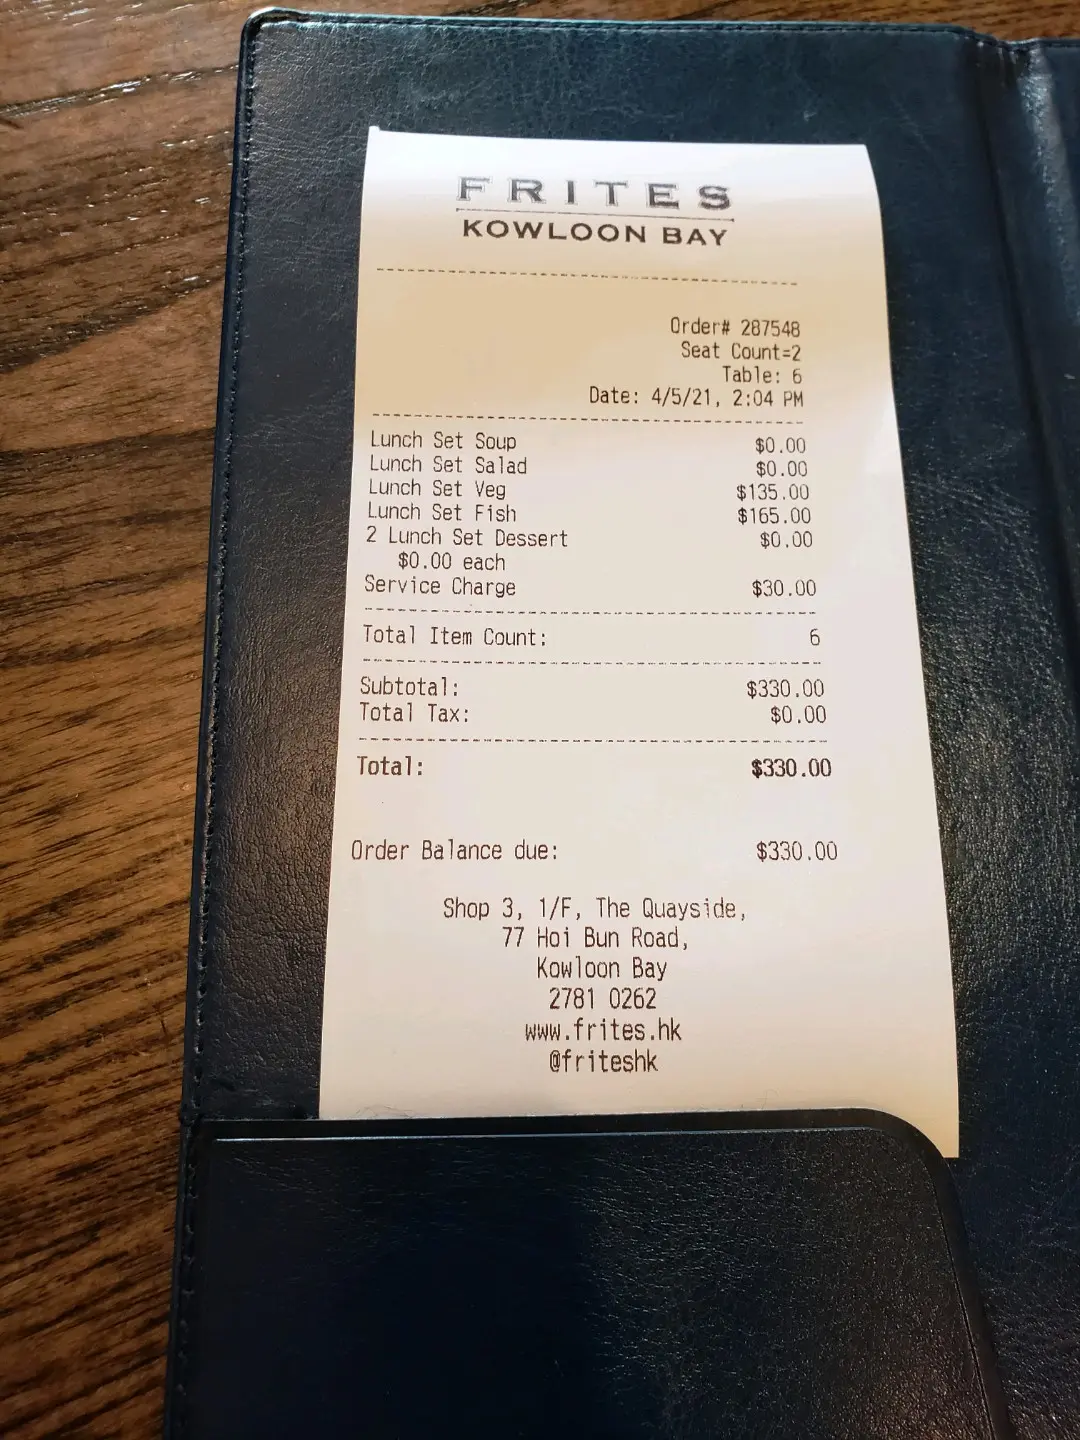 FRITES
KOWLOON BAY
Order# 287548
Seat Count=2
Table: 6
Date: 4/5/21, 2:04 PM
Lunch Set Soup $0.00
Lunch Set Salad $0.00
Lunch Set Veg $135.00
Lunch Set Fish $165.00
2 Lunch Set Dessert $0.00
$0.00 each
Service Charge $30.00
Total Item Count: 6
Subtotal: $330.00
Total Tax: $0.00
Total: $330.00
Order Balance due: $330.00
Shop 3, 1/F, The Quayside,
77 Hoi Bun Road,
Kowloon Bay
2781 0262
www.frites.hk
@friteshk